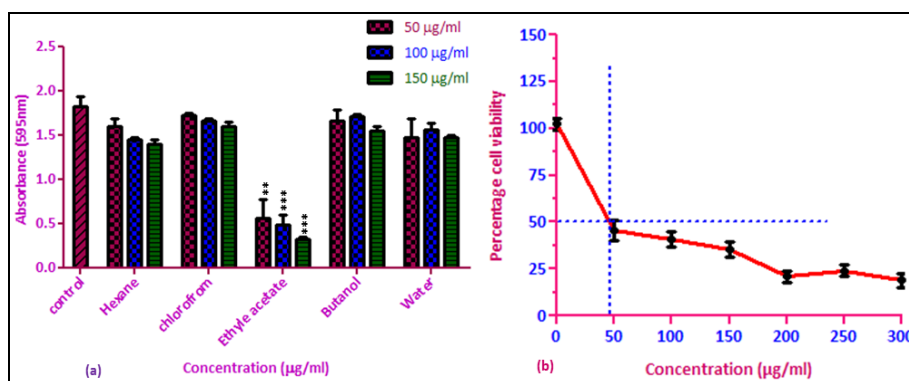 50 µg/ml
100 µg/ml
150 µg/ml
Absorbance (595nm)
2.5
2.0
1.5
1.0
0.5
0.0
**
***
***
control
Hexane
chlorofrom
Ethyle acetate
Butanol
Water
(a)
Concentration (µg/ml)
Percentage cell viability
150
125
100
75
50
25
0
0
50
100
150
200
250
300
(b)
Concentration (µg/ml)